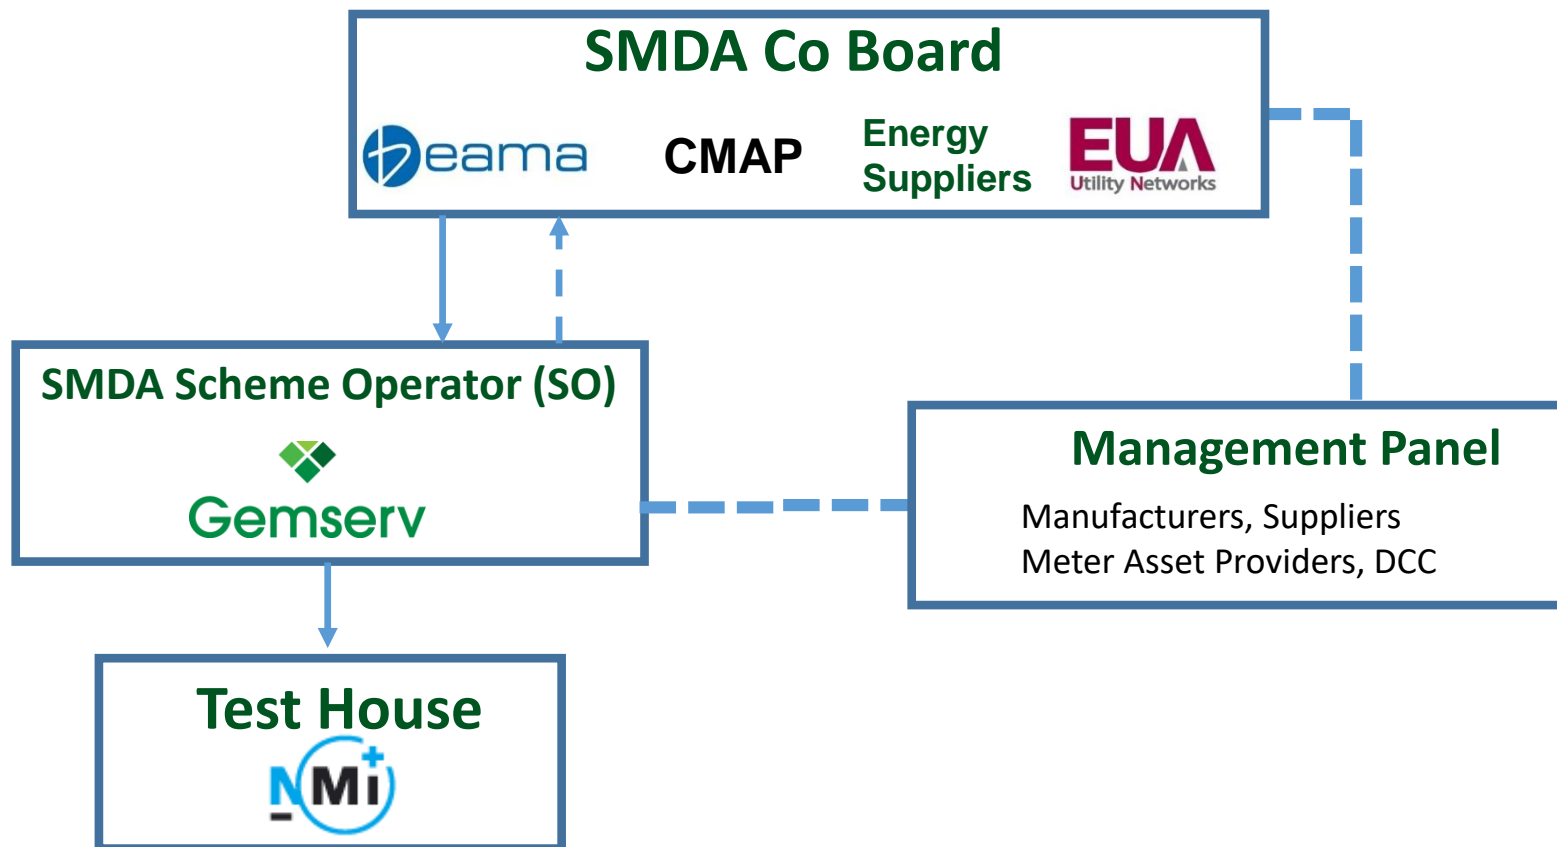 SMDA Co Board
beama
CMAP
Energy
Suppliers
EUA
Utility Networks
SMDA Scheme Operator (SO)
Gemserv
Management Panel
Manufacturers, Suppliers
Meter Asset Providers, DCC
Test House
NMi